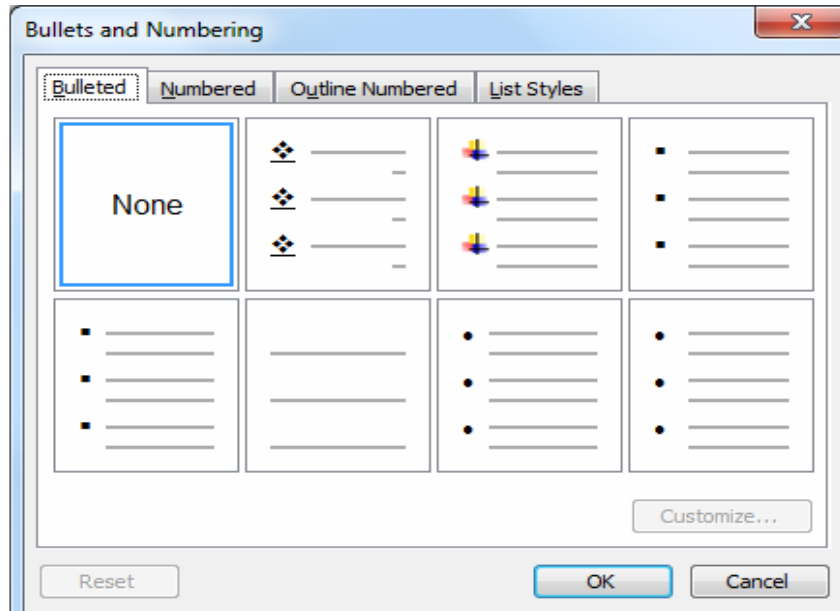 Bullets and Numbering
Bulleted Numbered Outline Numbered List Styles
None
Customize...
Reset OK Cancel